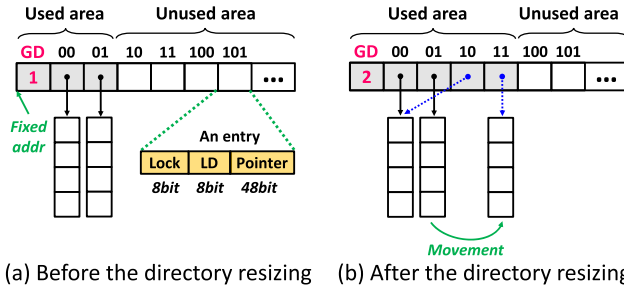 Used area Unused area
GD 00 01 10 11 100 101
1 ...
Fixed
addr
An entry
Lock LD Pointer
8bit 8bit 48bit
(a) Before the directory resizing
Used area Unused area
GD 00 01 10 11 100 101
2 ...
Movement
(b) After the directory resizing